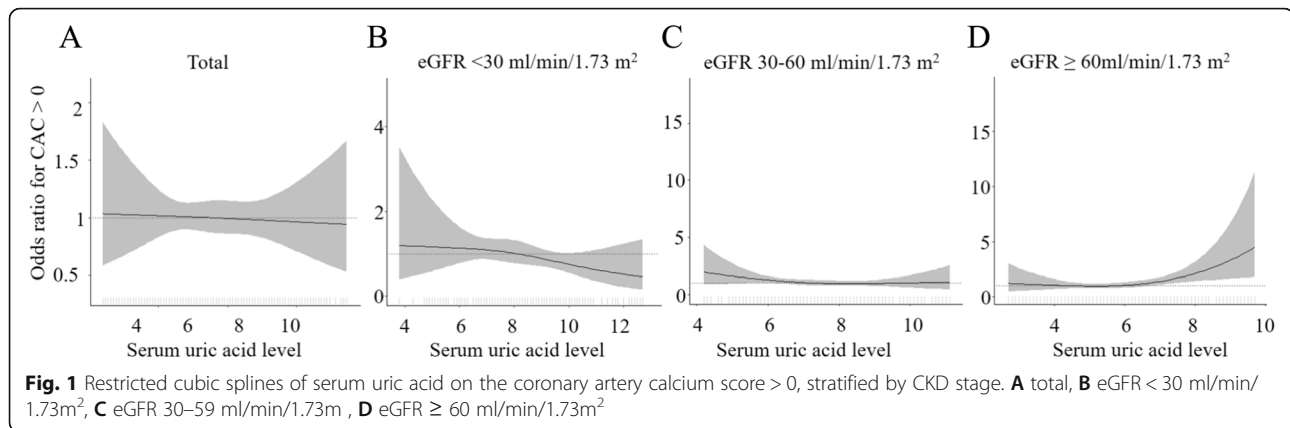 A
Total
B
eGFR <30 ml/min/1.73 m²
C
eGFR 30-60 ml/min/1.73 m²
D
eGFR ≥ 60ml/min/1.73 m²
Odds ratio for CAC > 0
2
1.5
1
0.5
4 6 8 10
Serum uric acid level
4
2
0
4 6 8 10 12
Serum uric acid level
15
10
5
0
4 6 8 10
Serum uric acid level
15
10
5
0
4 6 8 10
Serum uric acid level
Fig. 1 Restricted cubic splines of serum uric acid on the coronary artery calcium score > 0, stratified by CKD stage. A total, B eGFR < 30 ml/min/
1.73m², C eGFR 30–59 ml/min/1.73m , D eGFR ≥ 60 ml/min/1.73m²